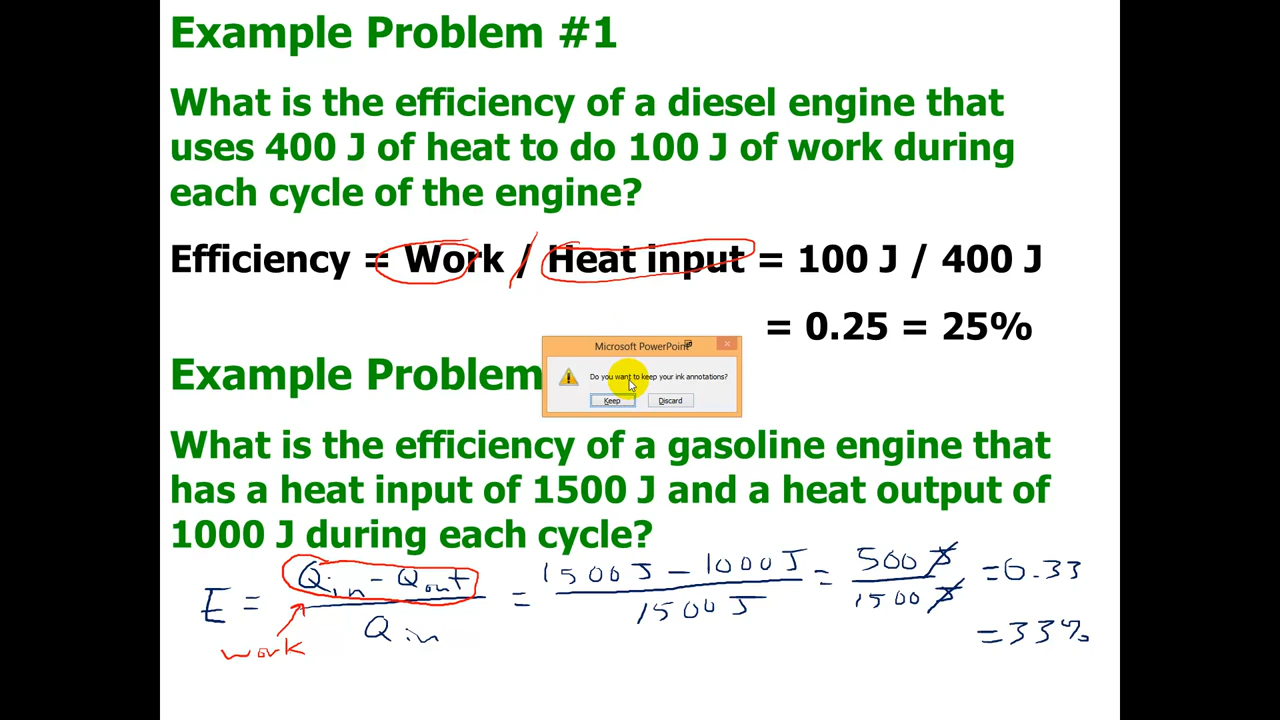 Example Problem #1
What is the efficiency of a diesel engine that
uses 400 J of heat to do 100 J of work during
each cycle of the engine?
Efficiency = Work / Heat input = 100 J / 400 J
= 0.25 = 25%
Microsoft PowerPoint
Do you want to keep your ink annotations?
Keep Discard
Example Problem
What is the efficiency of a gasoline engine that
has a heat input of 1500 J and a heat output of
1000 J during each cycle?
E = Qin - Qout / Qin = 1500J - 1000J / 1500J = 500 J / 1500 J = 0.33
= 33%
work